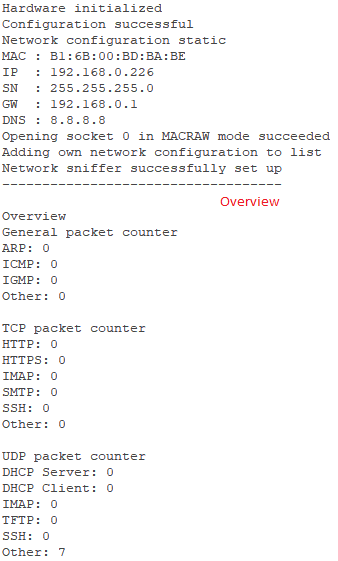 Hardware initialized
Configuration successful
Network configuration static
MAC : B1:6B:00:BD:BA:BE
IP  : 192.168.0.226
SN  : 255.255.255.0
GW  : 192.168.0.1
DNS : 8.8.8.8
Opening socket 0 in MACRAW mode succeeded
Adding own network configuration to list
Network sniffer successfully set up
-----------------------------------
Overview
Overview
General packet counter
ARP: 0
ICMP: 0
IGMP: 0
Other: 0
TCP packet counter
HTTP: 0
HTTPS: 0
IMAP: 0
SMTP: 0
SSH: 0
Other: 0
UDP packet counter
DHCP Server: 0
DHCP Client: 0
IMAP: 0
TFTP: 0
SSH: 0
Other: 7